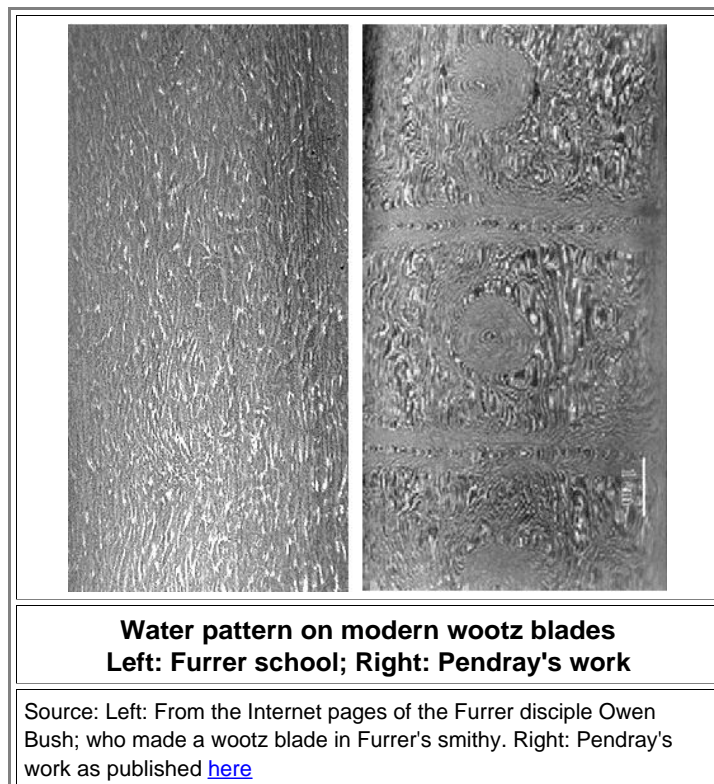 Water pattern on modern wootz blades
Left: Furrer school; Right: Pendray's work
Source: Left: From the Internet pages of the Furrer disciple Owen
Bush; who made a wootz blade in Furrer's smithy. Right: Pendray's
work as published here